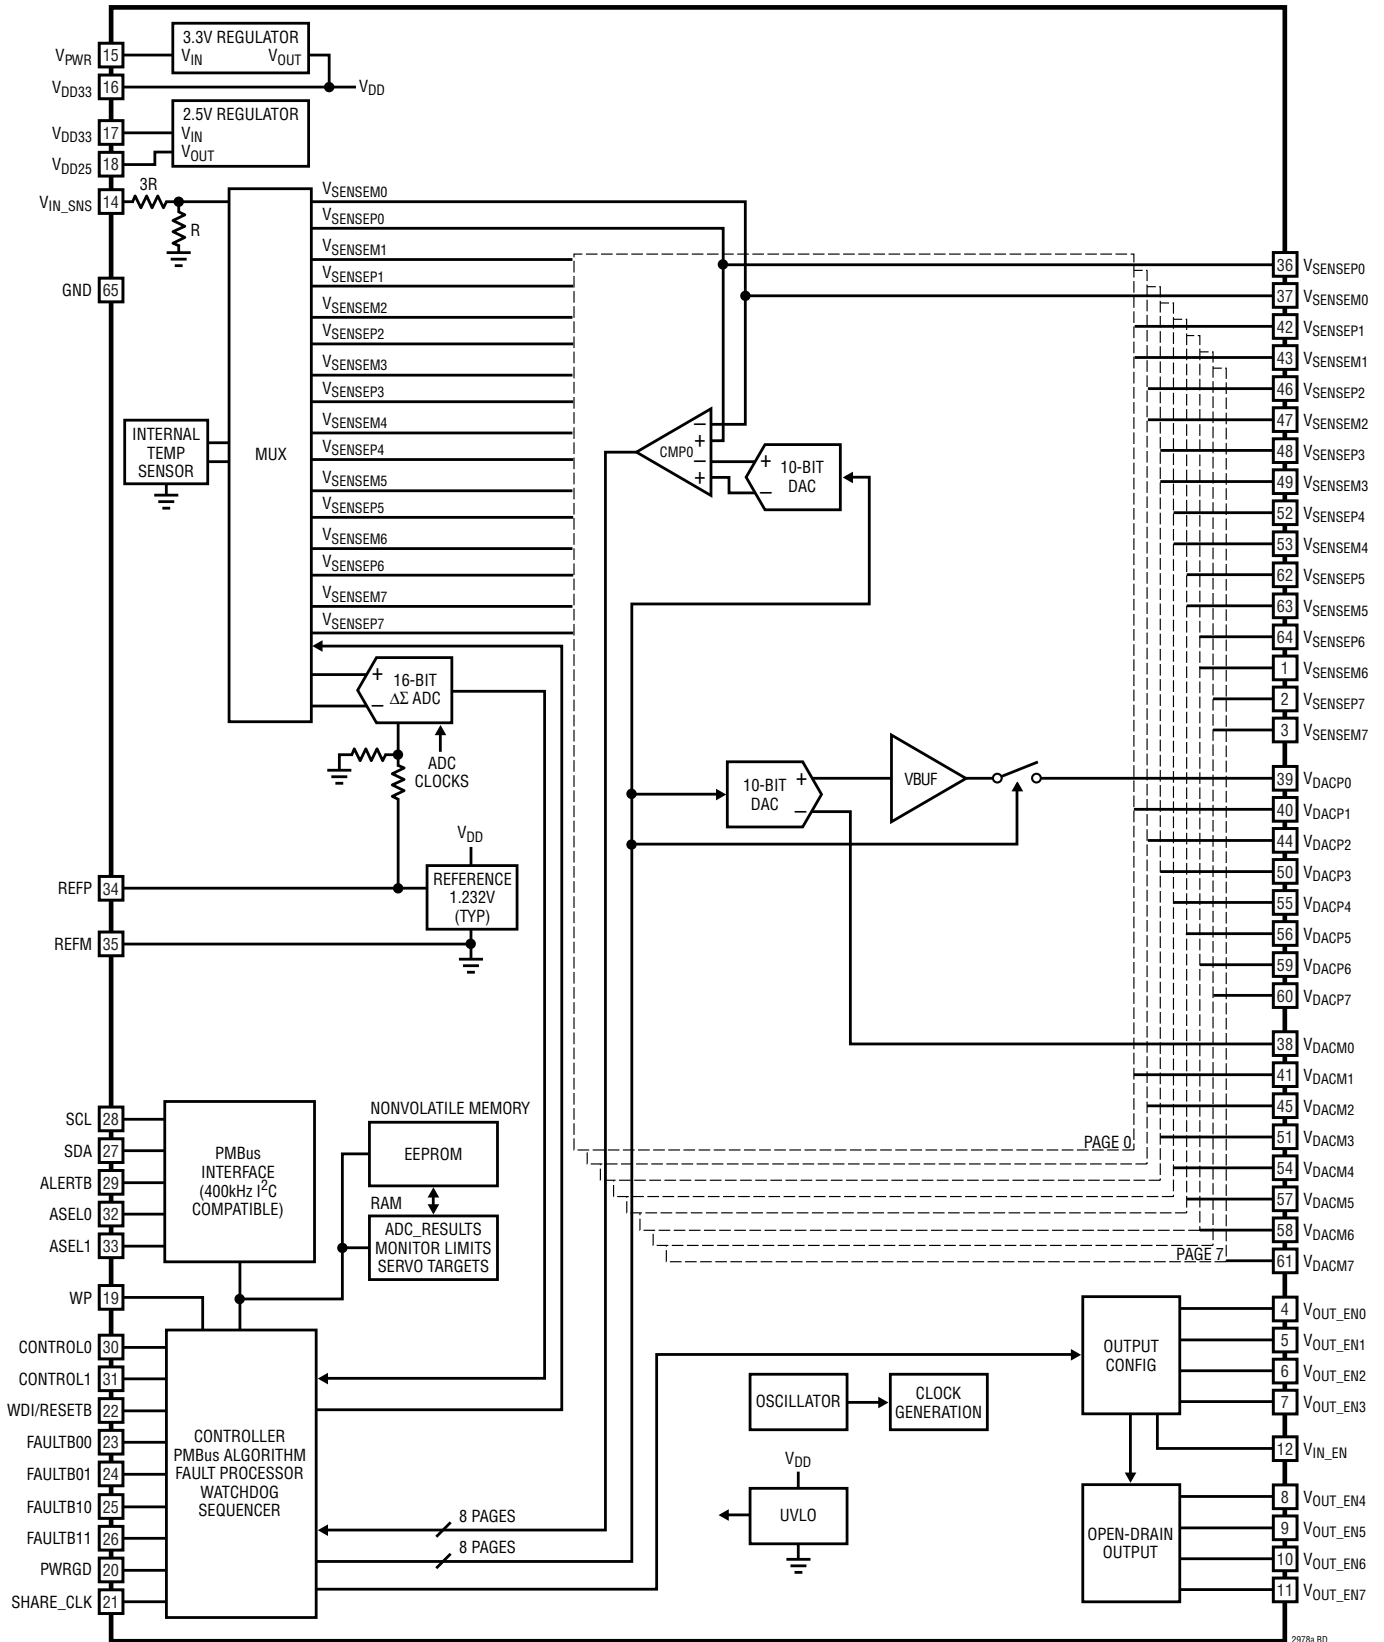 3.3V REGULATOR
VIN VOUT
VPWR 15
VDD33 16
VDD
2.5V REGULATOR
VIN
VOUT
VDD33 17
VDD25 18
VIN_SNS 14
3R
R
GND 65
INTERNAL
TEMP
SENSOR
MUX
VSENSEM0
VSENSEP0
VSENSEM1
VSENSEP1
VSENSEM2
VSENSEP2
VSENSEM3
VSENSEP3
VSENSEM4
VSENSEP4
VSENSEM5
VSENSEP5
VSENSEM6
VSENSEP6
VSENSEM7
VSENSEP7
–
+
–
+
CMP0
+
–
10-BIT
DAC
+
–
16-BIT
ΔΣ ADC
ADC
CLOCKS
10-BIT
DAC
+
–
VBUF
VDD
REFERENCE
1.232V
(TYP)
REFP 34
REFM 35
36 VSENSEP0
37 VSENSEM0
42 VSENSEP1
43 VSENSEM1
46 VSENSEP2
47 VSENSEM2
48 VSENSEP3
49 VSENSEM3
52 VSENSEP4
53 VSENSEM4
62 VSENSEP5
63 VSENSEM5
64 VSENSEP6
1 VSENSEM6
2 VSENSEP7
3 VSENSEM7
39 VDACP0
40 VDACP1
44 VDACP2
50 VDACP3
55 VDACP4
56 VDACP5
59 VDACP6
60 VDACP7
38 VDACM0
41 VDACM1
45 VDACM2
51 VDACM3
54 VDACM4
57 VDACM5
58 VDACM6
61 VDACM7
PAGE 0
PAGE 7
SCL 28
SDA 27
ALERTB 29
ASEL0 32
ASEL1 33
PMBus
INTERFACE
(400kHz I2C
COMPATIBLE)
NONVOLATILE MEMORY
EEPROM
RAM
ADC_RESULTS
MONITOR LIMITS
SERVO TARGETS
WP 19
CONTROL0 30
CONTROL1 31
WDI/RESETB 22
FAULTB00 23
FAULTB01 24
FAULTB10 25
FAULTB11 26
PWRGD 20
SHARE_CLK 21
CONTROLLER
PMBus ALGORITHM
FAULT PROCESSOR
WATCHDOG
SEQUENCER
8 PAGES
8 PAGES
OSCILLATOR
CLOCK
GENERATION
VDD
UVLO
OUTPUT
CONFIG
OPEN-DRAIN
OUTPUT
4 VOUT_EN0
5 VOUT_EN1
6 VOUT_EN2
7 VOUT_EN3
12 VIN_EN
8 VOUT_EN4
9 VOUT_EN5
10 VOUT_EN6
11 VOUT_EN7
2978a BD